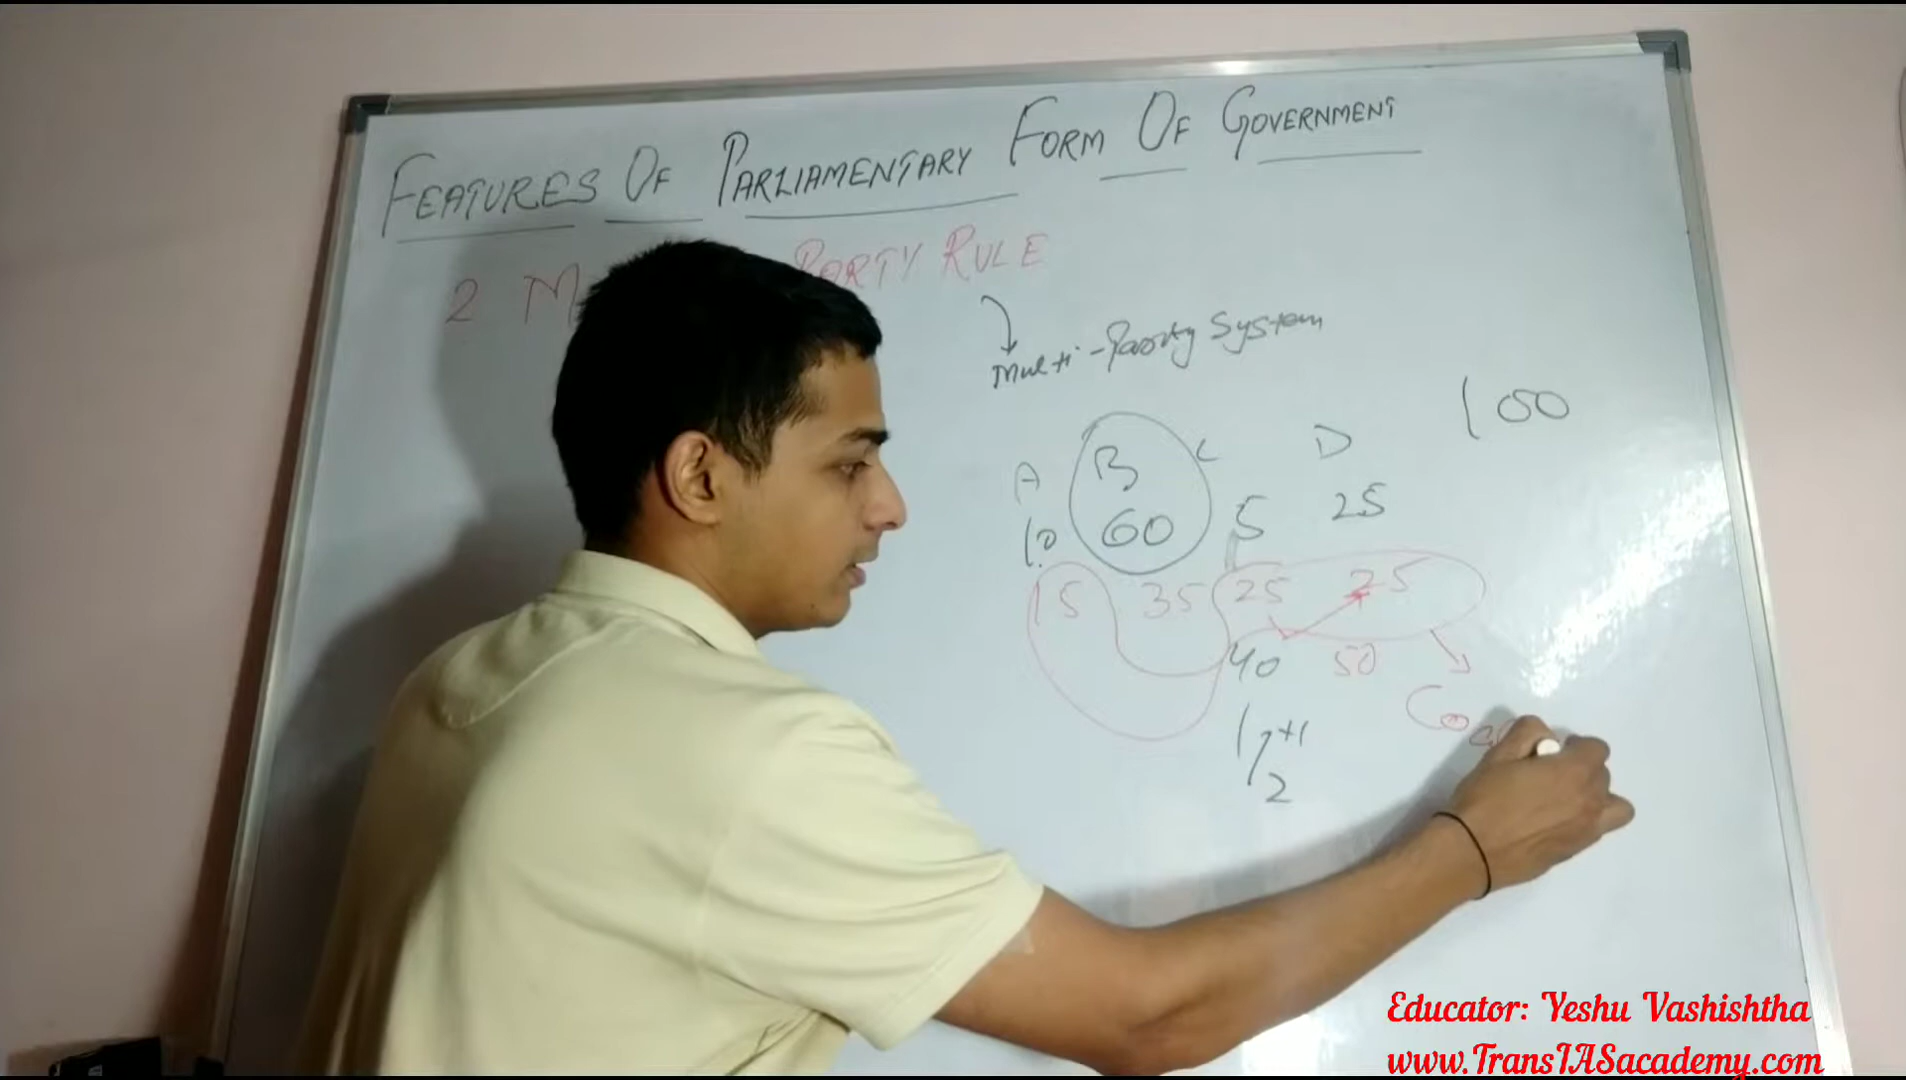 FEATURES OF PARLIAMENTARY FORM OF GOVERNMENT
2 M PARTY RULE
Multi-Party System
100
A B C D
10 60 5 25
15 35 25 25
40 50
1/2 +1
Coa
Educator: Yeshu Vashishtha
www.TransIASacademy.com